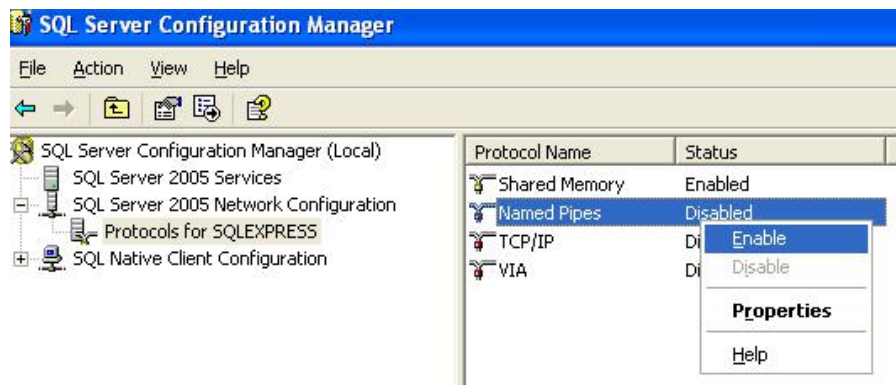 SQL Server Configuration Manager
File Action View Help
SQL Server Configuration Manager (Local)
SQL Server 2005 Services
SQL Server 2005 Network Configuration
Protocols for SQLEXPRESS
SQL Native Client Configuration
Protocol Name Status
Shared Memory Enabled
Named Pipes Disabled
TCP/IP Di
VIA Di
Enable
Disable
Properties
Help